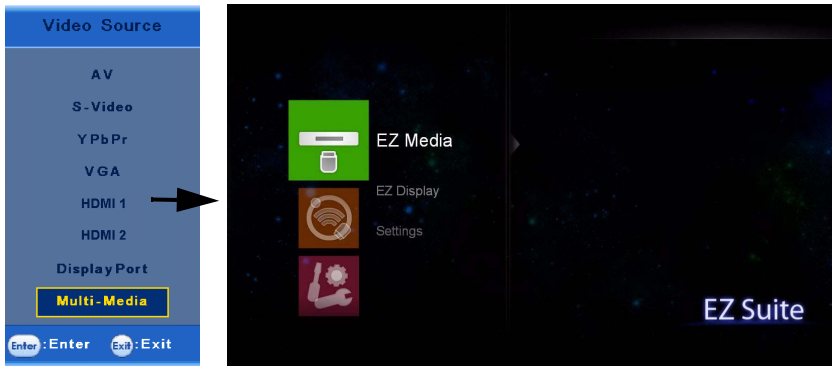 Video Source
AV
S-Video
YPbPr
VGA
HDMI 1
HDMI 2
DisplayPort
Multi-Media
Enter :Enter Exit :Exit
EZ Media
EZ Display
Settings
EZ Suite